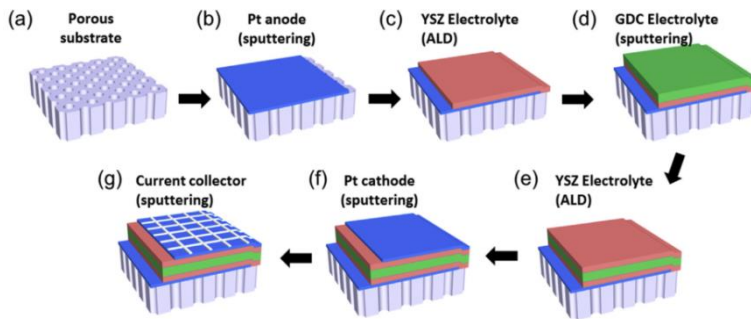 (a) Porous
substrate
(b) Pt anode
(sputtering)
(c) YSZ Electrolyte
(ALD)
(d) GDC Electrolyte
(sputtering)
(g) Current collector
(sputtering)
(f) Pt cathode
(sputtering)
(e) YSZ Electrolyte
(ALD)